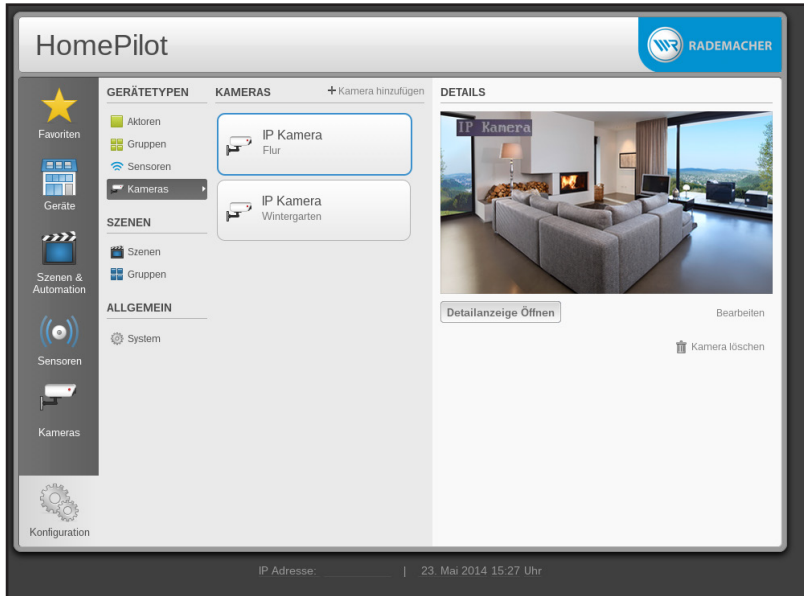 HomePilot
WR RADEMACHER
Favoriten
Geräte
Szenen &
Automation
Sensoren
Kameras
Konfiguration
GERÄTETYPEN
Aktoren
Gruppen
Sensoren
Kameras
SZENEN
Szenen
Gruppen
ALLGEMEIN
System
KAMERAS
+ Kamera hinzufügen
IP Kamera
Flur
IP Kamera
Wintergarten
DETAILS
IP Kamera
Detailanzeige Öffnen
Bearbeiten
Kamera löschen
IP Adresse: ____________ | 23. Mai 2014 15:27 Uhr